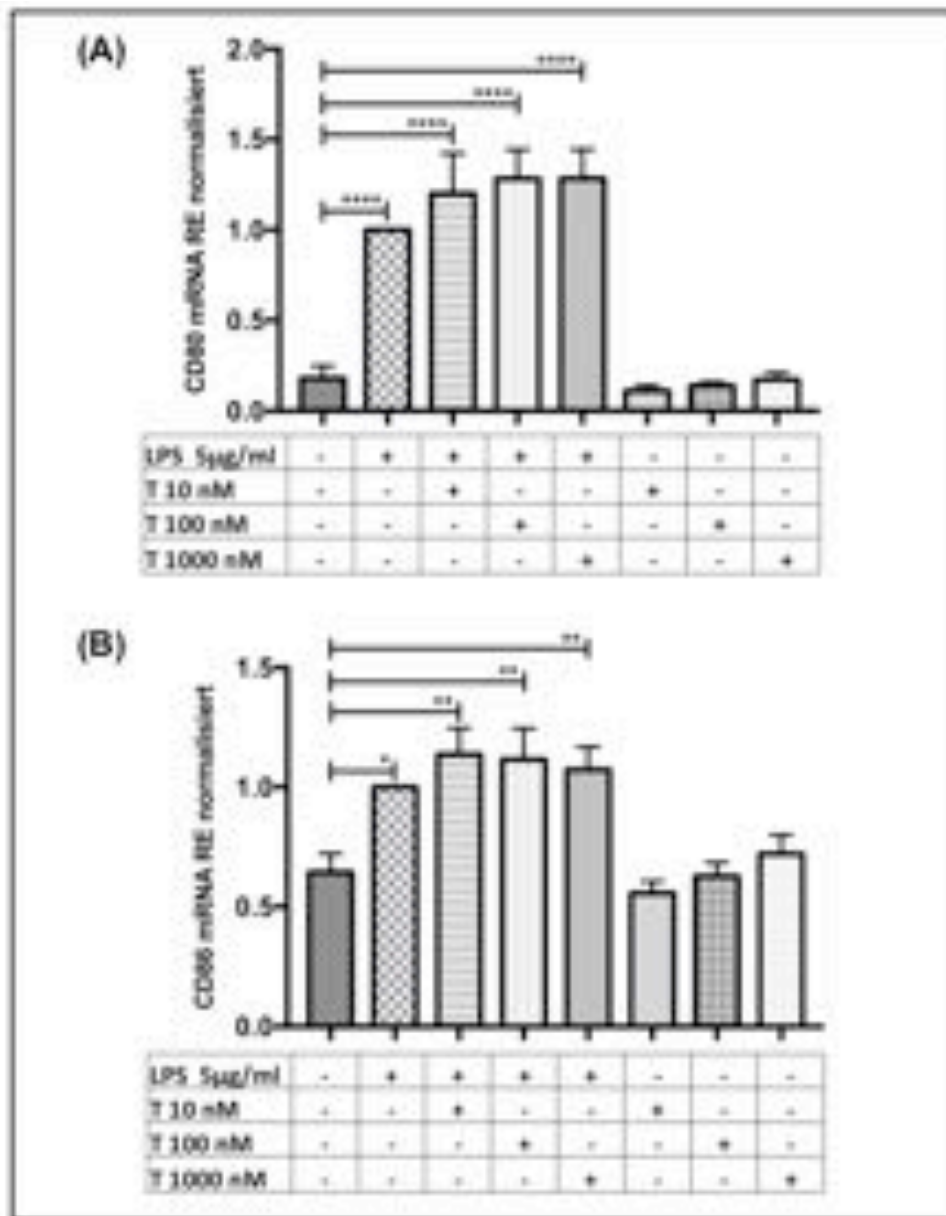 (A)
2.0
1.5
1.0
0.5
0.0
CD80 mRNA RE normalisiert
****
****
****
****
LPS 5µg/ml - + + + + - - -
T 10 nM - - + - - + - -
T 100 nM - - - + - - + -
T 1000 nM - - - - + - - +
(B)
1.5
1.0
0.5
0.0
CD86 mRNA RE normalisiert
**
**
**
*
LPS 5µg/ml - + + + + - - -
T 10 nM - - + - - + - -
T 100 nM - - - + - - + -
T 1000 nM - - - - + - - +